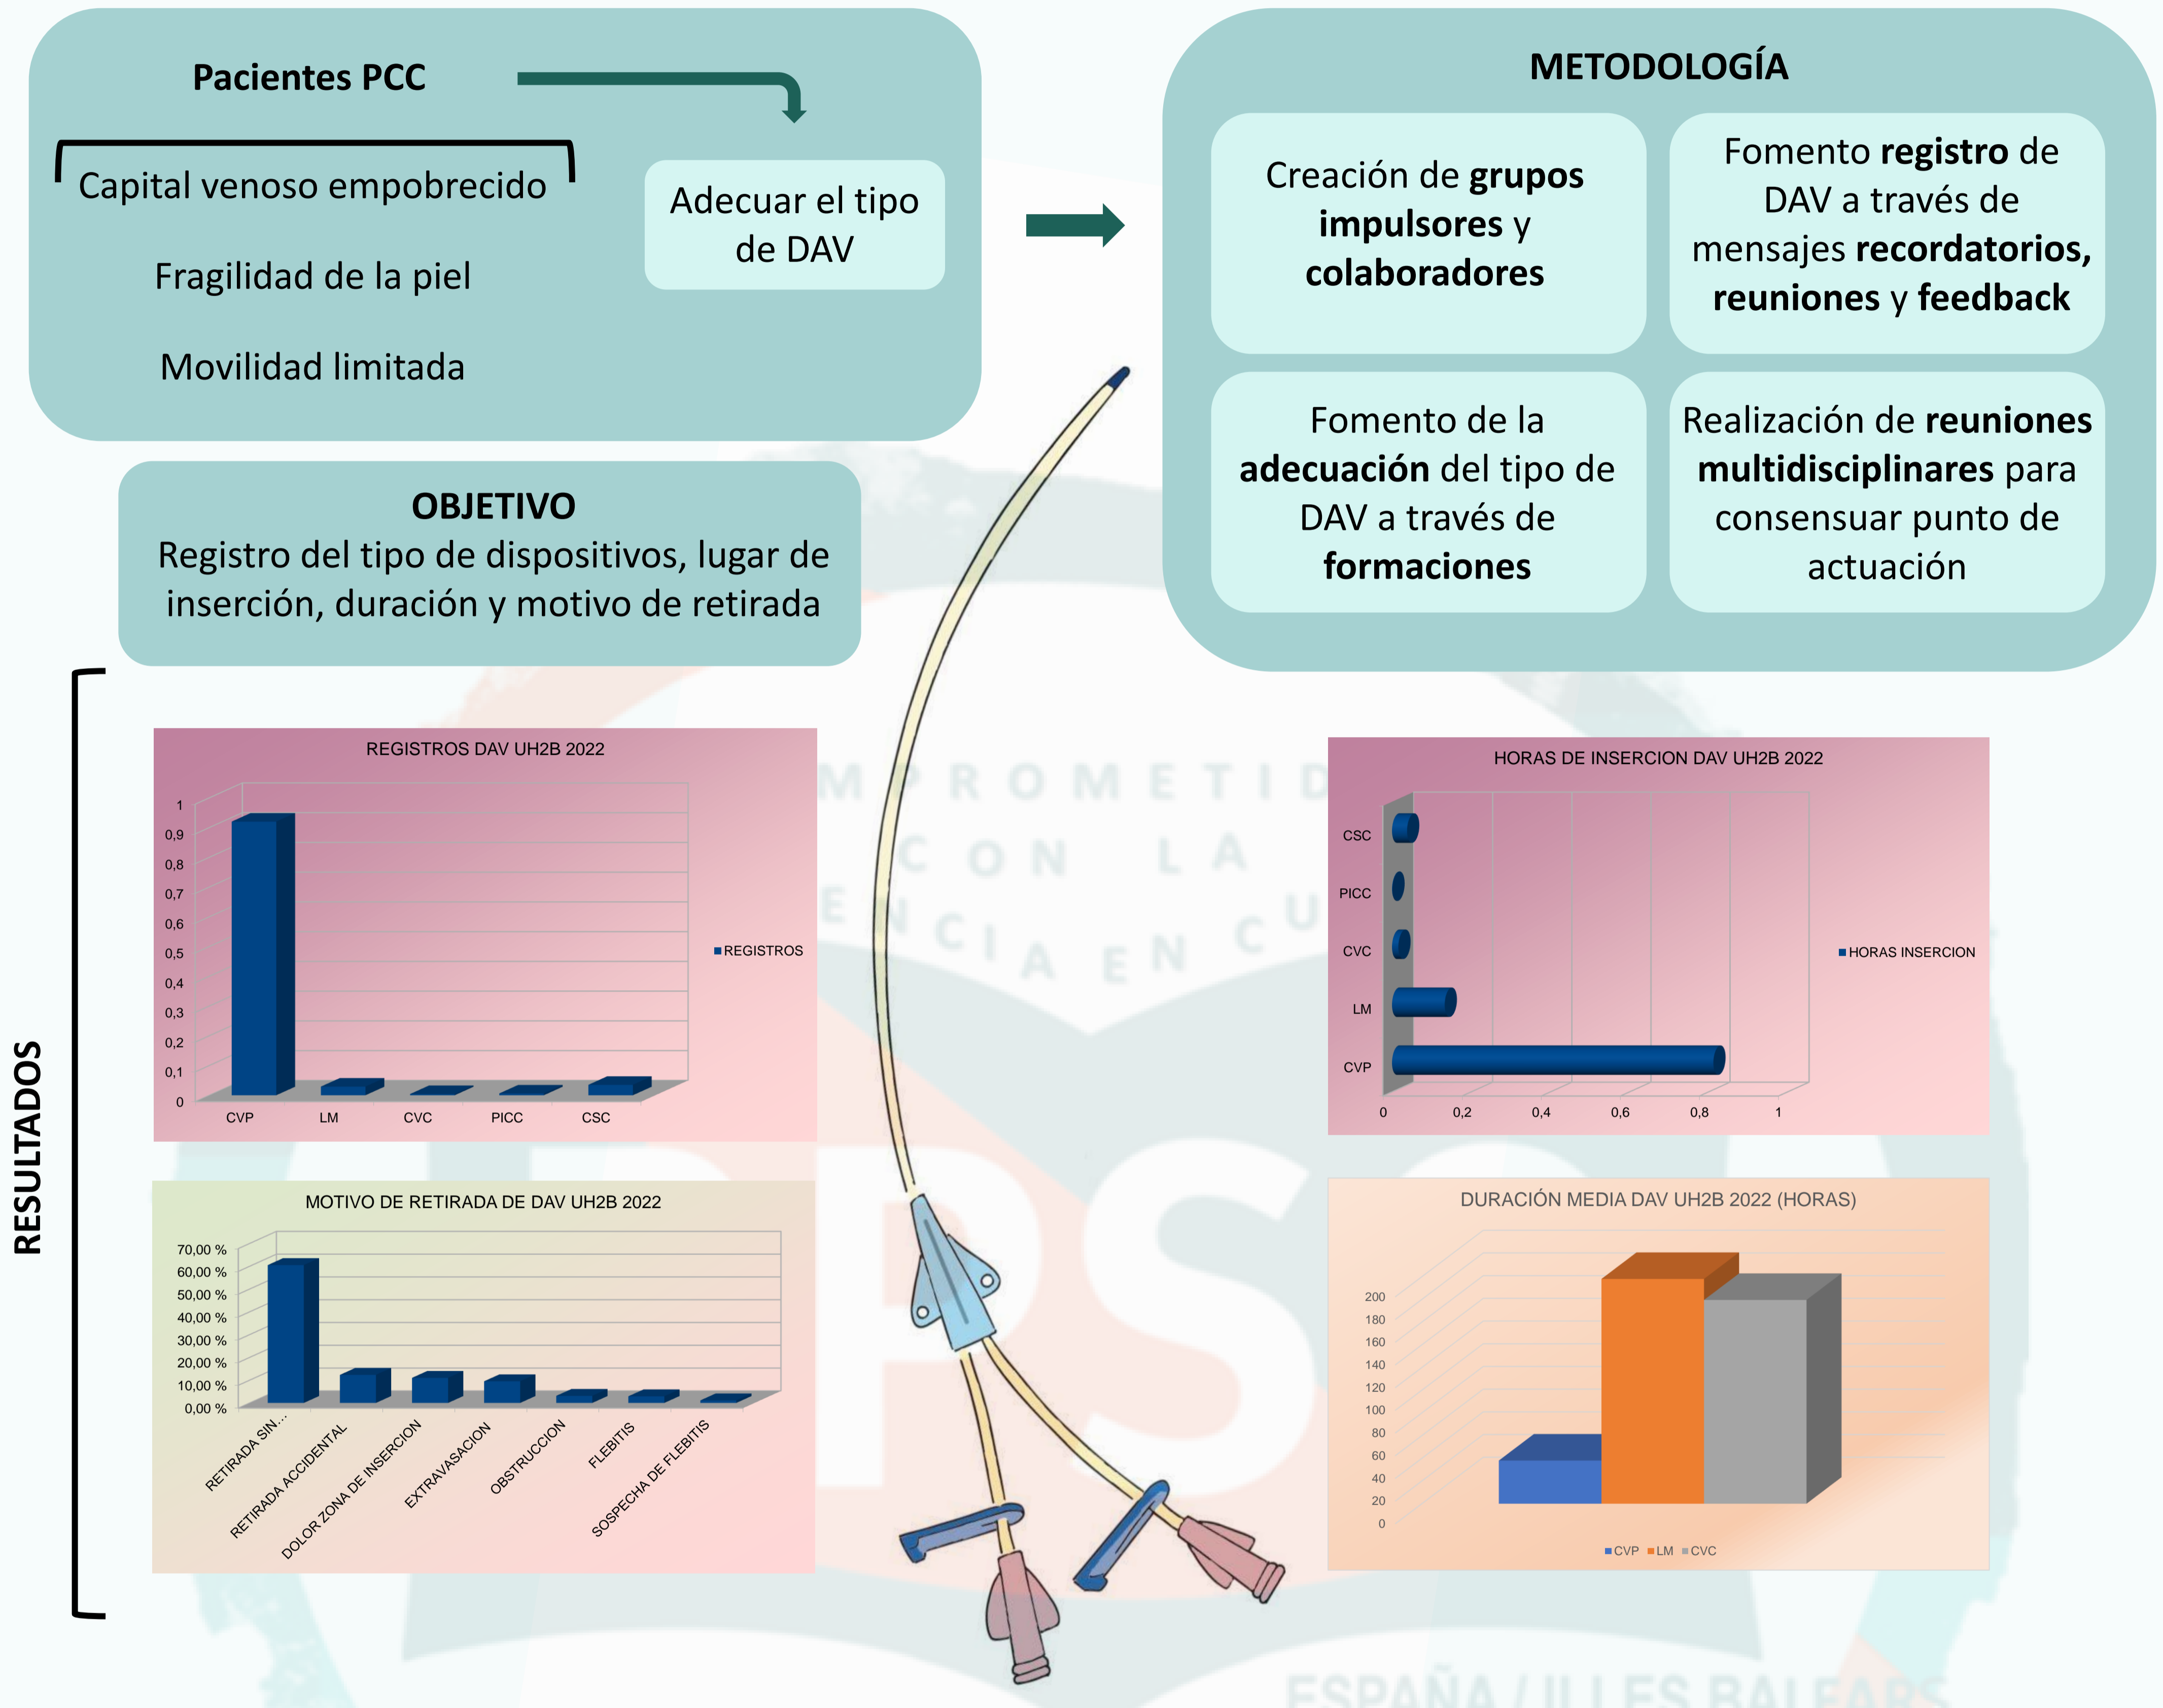 Pacientes PCC
Capital venoso empobrecido
Fragilidad de la piel
Movilidad limitada
Adecuar el tipo
de DAV
METODOLOGÍA
Creación de grupos
impulsores y
colaboradores
Fomento registro de
DAV a través de
mensajes recordatorios,
reuniones y feedback
Fomento de la
adecuación del tipo de
DAV a través de
formaciones
Realización de reuniones
multidisciplinares para
consensuar punto de
actuación
OBJETIVO
Registro del tipo de dispositivos, lugar de
inserción, duración y motivo de retirada
RESULTADOS
REGISTROS DAV UH2B 2022
1
0,9
0,8
0,7
0,6
0,5
0,4
0,3
0,2
0,1
0
CVP LM CVC PICC CSC
REGISTROS
HORAS DE INSERCION DAV UH2B 2022
CSC
PICC
CVC
LM
CVP
0 0,2 0,4 0,6 0,8 1
HORAS INSERCION
MOTIVO DE RETIRADA DE DAV UH2B 2022
70,00 %
60,00 %
50,00 %
40,00 %
30,00 %
20,00 %
10,00 %
0,00 %
RETIRADA SIN...
RETIRADA ACCIDENTAL
DOLOR ZONA DE INSERCION
EXTRAVASACION
OBSTRUCCION
FLEBITIS
SOSPECHA DE FLEBITIS
DURACIÓN MEDIA DAV UH2B 2022 (HORAS)
200
180
160
140
120
100
80
60
40
20
0
CVP LM CVC
CON LA
EN
PS
ESPAÑA / ILLES BALEARS